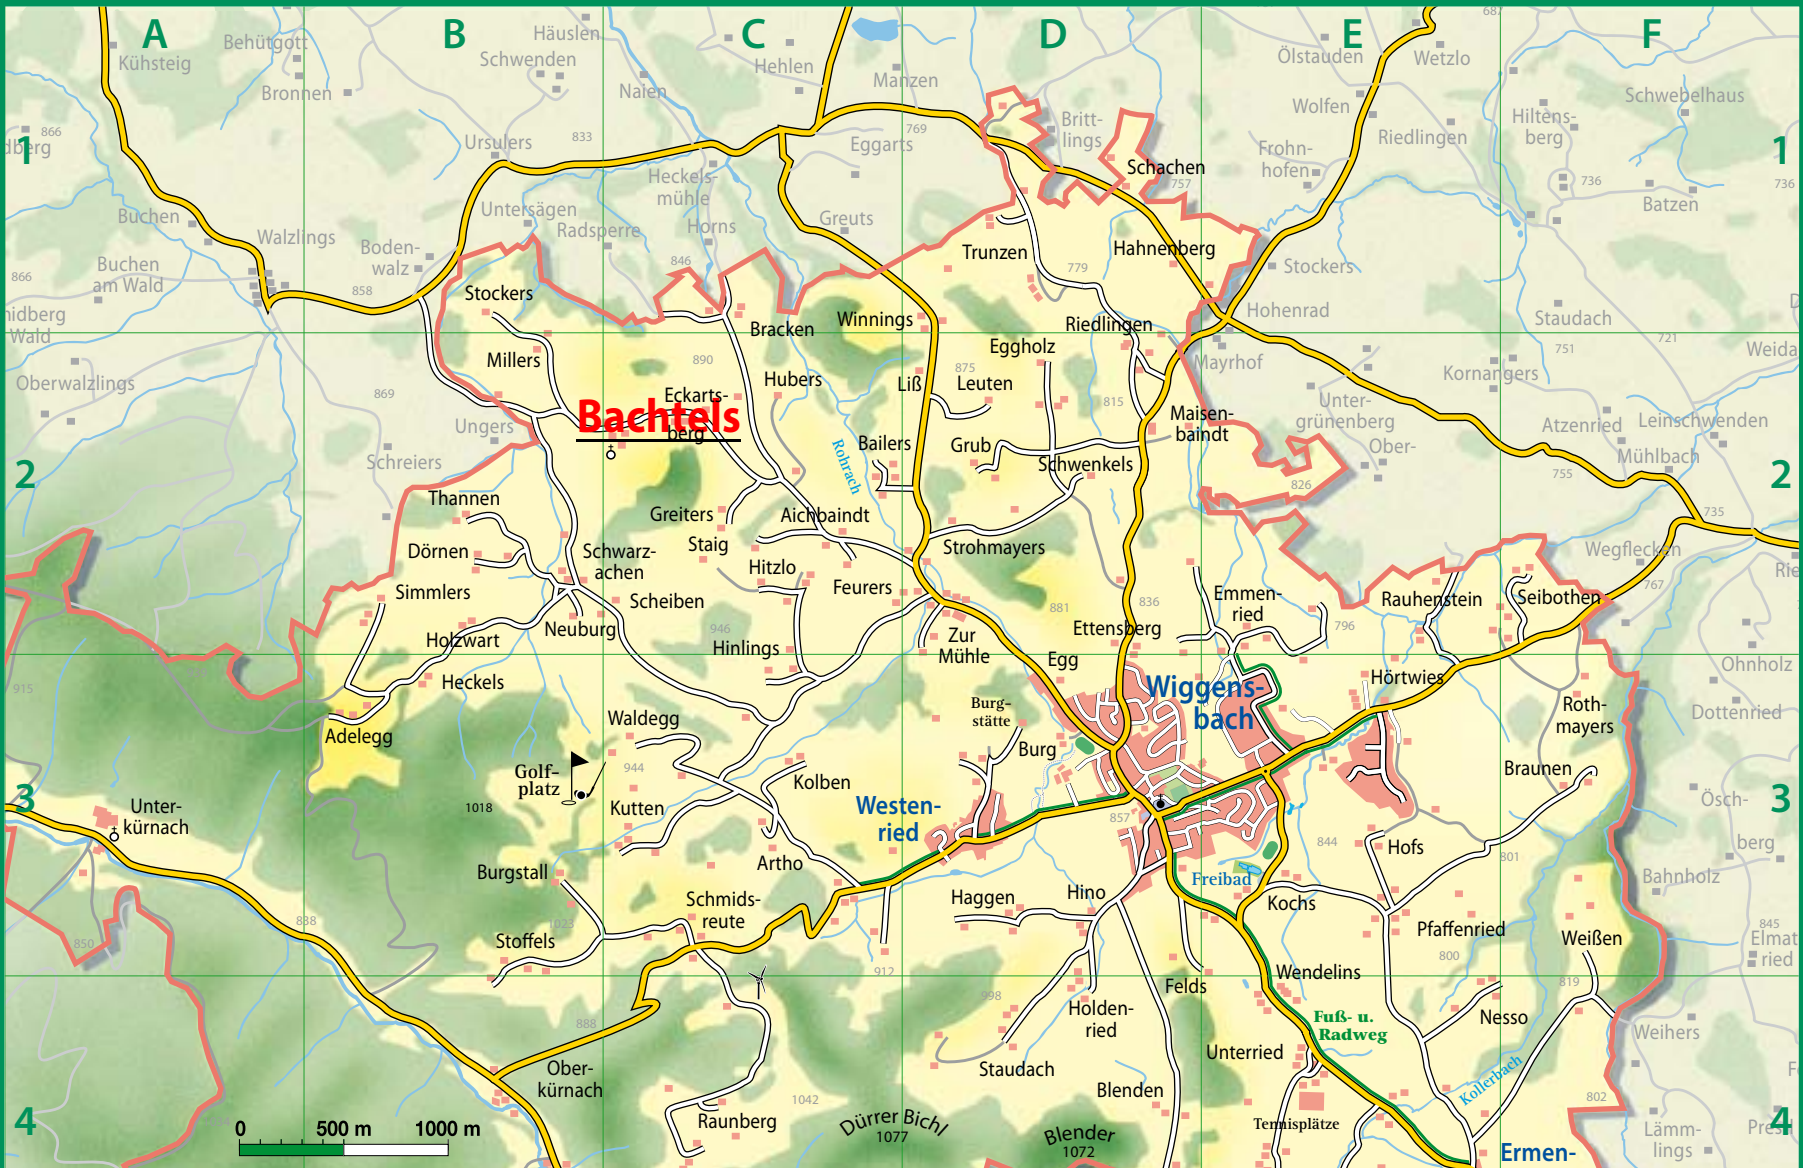 A
B
C
D
E
F
687
Kühsteig
Behütgott
Bronnen
Häuslen
Schwenden
Naien
Hehlen
Manzen
Ölstauden
Wetzlo
Wolfen
Riedlingen
Schwebelhaus
Hiltens-
berg
1
866
dberg
Ursulers
833
769
Eggarts
Britt-
lings
Schachen
757
Frohn-
hofen
736
Batzen
736
1
Heckels-
mühle
Buchen
Walzlings
Untersägen
Radsperre
Horns
Greuts
Boden-
walz
866
Buchen
am Wald
858
846
Trunzen
Hahnenberg
779
Stockers
Stockers
nidberg
Wald
Bracken
Winnings
Riedlingen
Hohenrad
Staudach
721
751
Weida
Millers
890
Eggholz
875
Mayrhof
Kornangers
Oberwalzlings
869
Hubers
Liß
Leuten
815
Eckarts-
berg
Bachtels
Ungers
Maisen-
baindt
Unter-
grünenberg
Ober-
Atzenried
Leinschwenden
Mühlbach
Schreiers
Rohrach
Bailers
Grub
Schwenkels
826
755
2
2
Thannen
Greiters
Aichbaindt
735
Dörnen
Schwarz-
achen
Staig
Strohmayers
Wegflecken
Rie
Hitzlo
Simmlers
Scheiben
Feurers
881
836
Emmen-
ried
Rauhenstein
Seibothen
767
Holzwart
Neuburg
946
Hinlings
Zur
Mühle
Ettensberg
796
Egg
Ohnholz
915
Heckels
Hörtwies
Wiggens-
bach
Waldegg
Burg-
stätte
Roth-
mayers
Dottenried
Adelegg
Burg
Golf-
platz
944
Kolben
Braunen
3
Unter-
kürnach
1018
Kutten
Westen-
ried
857
Ösch-
berg
3
844
Hofs
801
Burgstall
Artho
Freibad
Bahnholz
Schmids-
reute
Haggen
Hino
Kochs
838
850
1023
Stoffels
Pfaffenried
Weißen
845
Elmat
ried
912
800
Wendelins
819
998
Felds
Holden-
ried
Nesso
888
Fuß- u.
Radweg
Weihers
Unterried
Ober-
kürnach
Staudach
Blenden
Kollerbach
802
4
1042
Raunberg
Dürrer Bichl
1077
Blender
1072
Tennisplätze
Lämm-
lings
4
0
500 m
1000 m
Ermen-